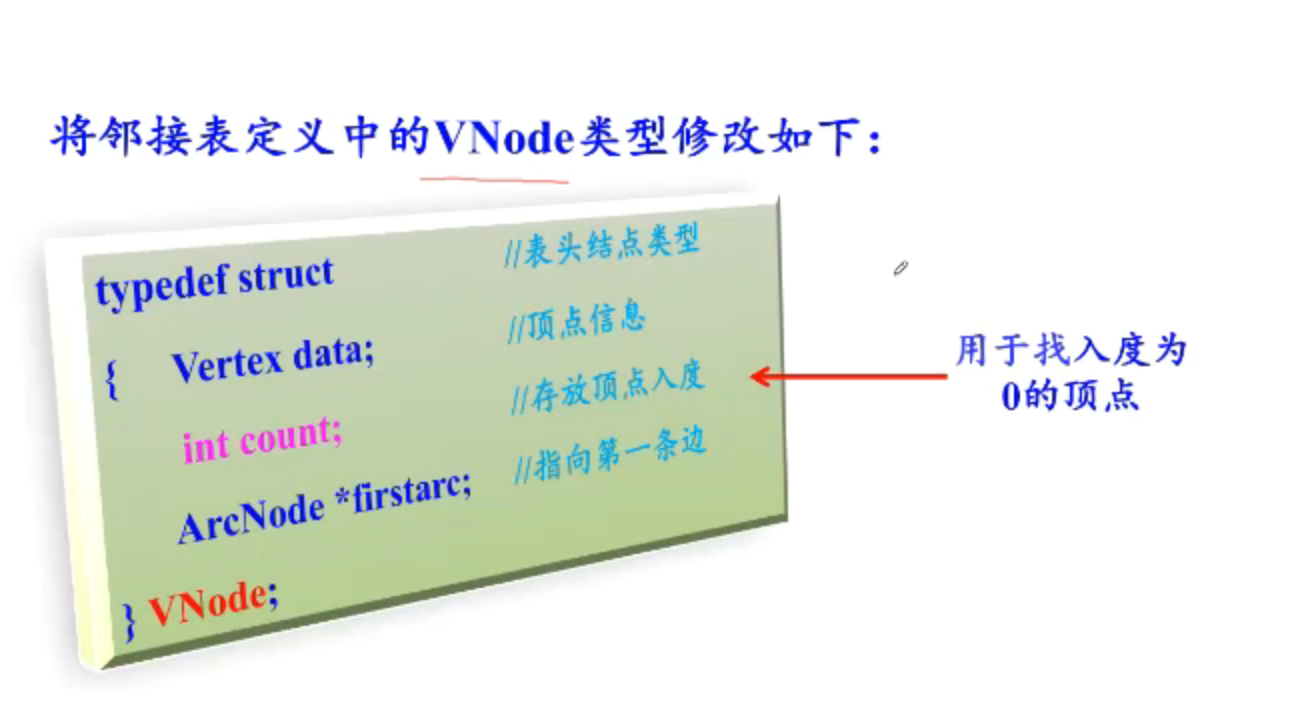 将邻接表定义中的VNode类型修改如下：
typedef struct //表头结点类型
{ Vertex data; //顶点信息
int count; //存放顶点入度
ArcNode *firstarc; //指向第一条边
} VNode;
用于找入度为
0的顶点